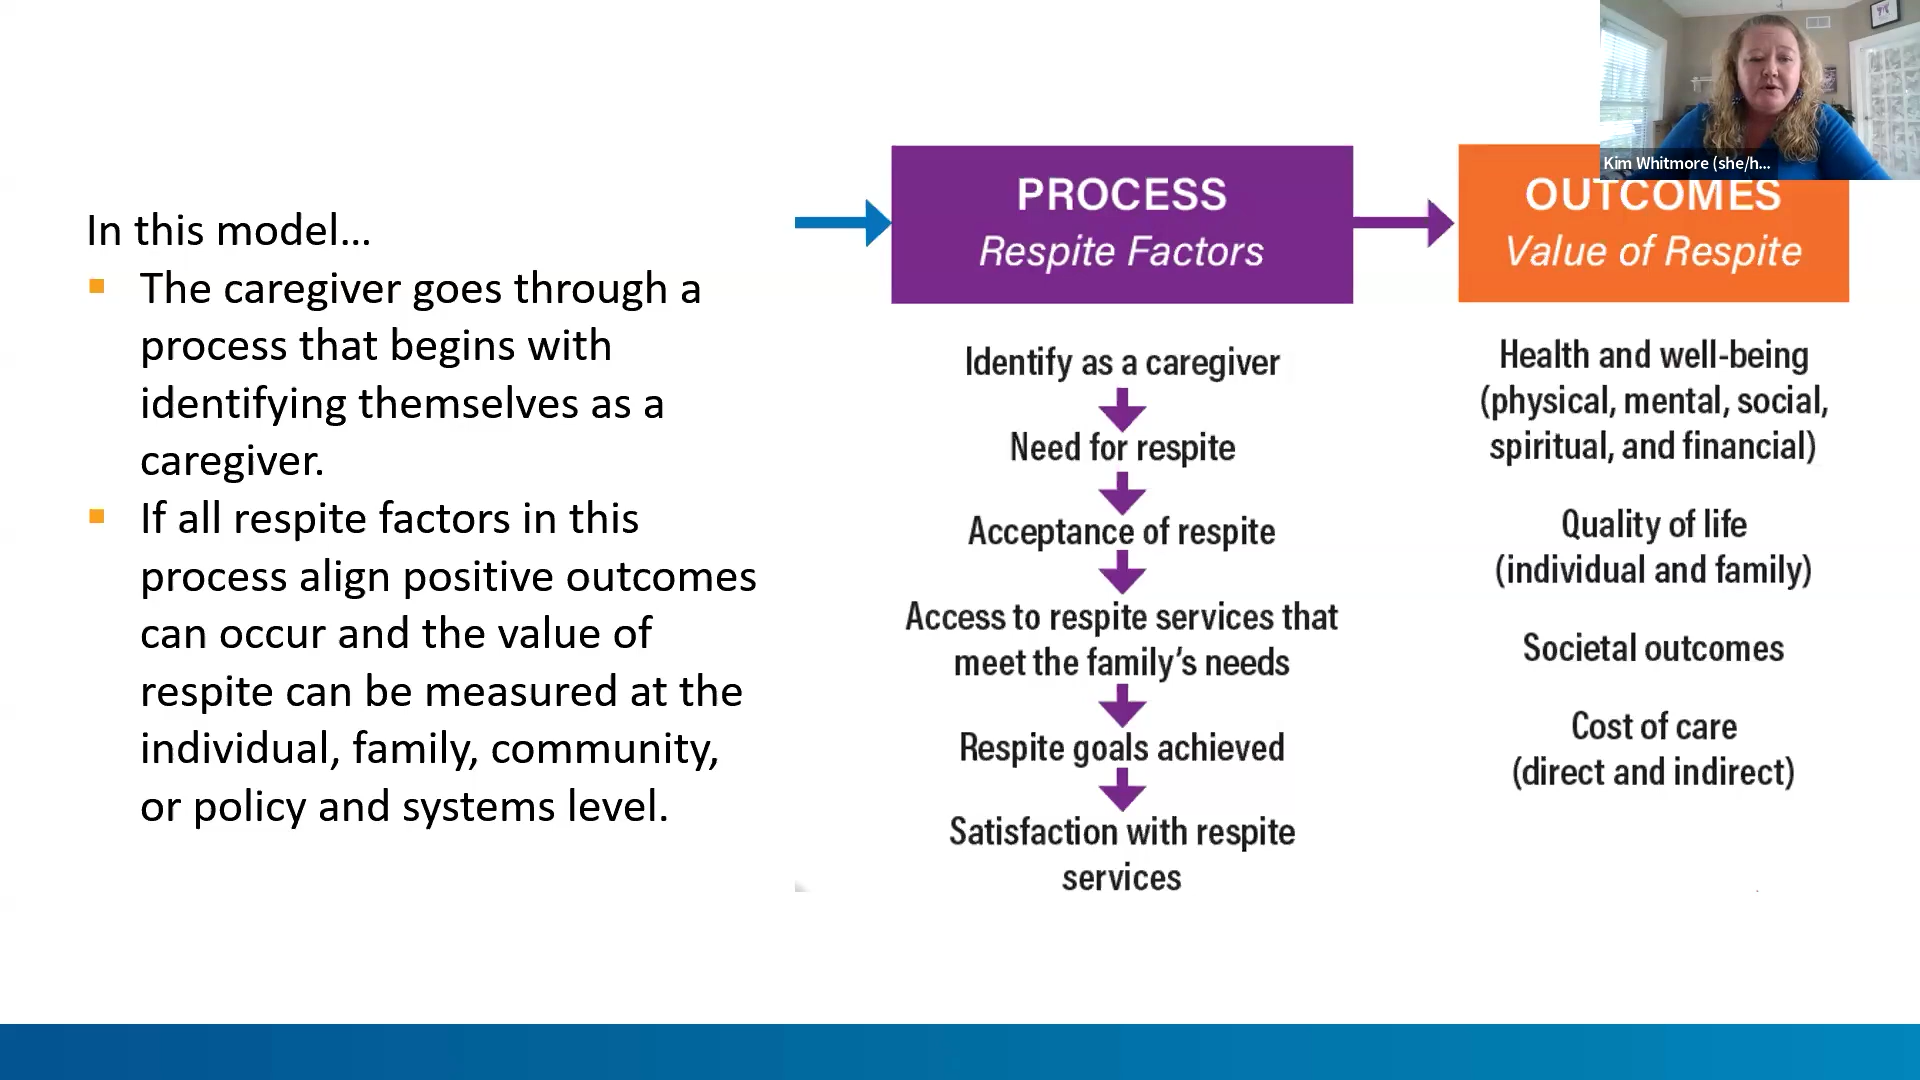 In this model...
The caregiver goes through a
process that begins with
identifying themselves as a
caregiver.
If all respite factors in this
process align positive outcomes
can occur and the value of
respite can be measured at the
individual, family, community,
or policy and systems level.
PROCESS
Respite Factors
Identify as a caregiver
Need for respite
Acceptance of respite
Access to respite services that
meet the family’s needs
Respite goals achieved
Satisfaction with respite
services
Kim Whitmore (she/h...
OUTCOMES
Value of Respite
Health and well-being
(physical, mental, social,
spiritual, and financial)
Quality of life
(individual and family)
Societal outcomes
Cost of care
(direct and indirect)